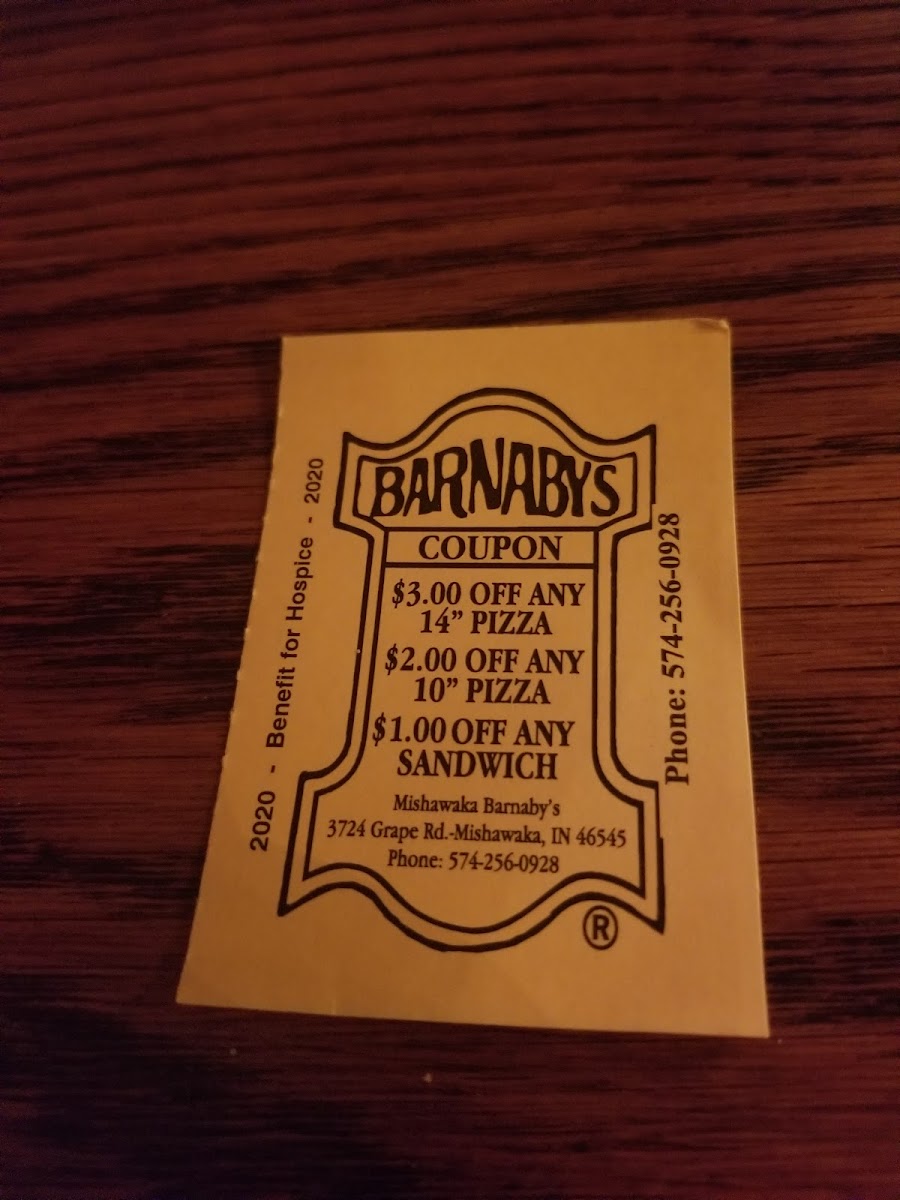 BARNABYS
COUPON
$3.00 OFF ANY
14” PIZZA
$2.00 OFF ANY
10” PIZZA
$1.00 OFF ANY
SANDWICH
Mishawaka Barnaby's
3724 Grape Rd.-Mishawaka, IN 46545
Phone: 574-256-0928
®
2020 - Benefit for Hospice - 2020
Phone: 574-256-0928